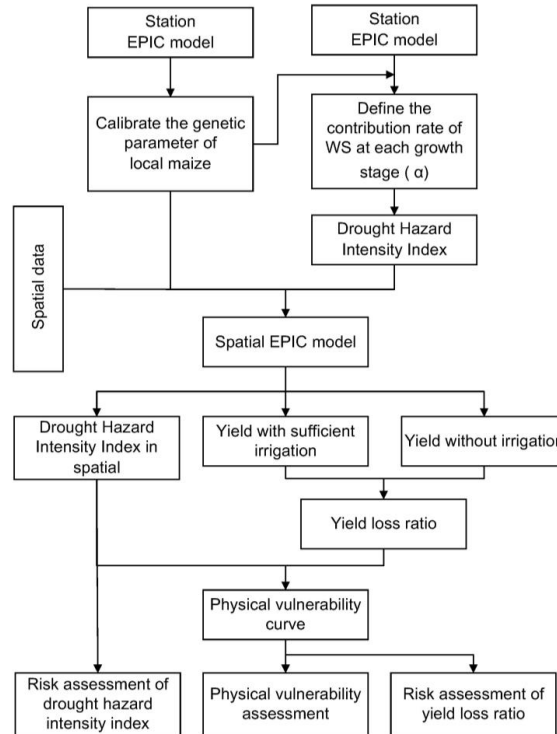 Station
EPIC model
Station
EPIC model
Calibrate the genetic
parameter of
local maize
Define the
contribution rate of
WS at each growth
stage ( α)
Spatial data
Drought Hazard
Intensity Index
Spatial EPIC model
Drought Hazard
Intensity Index in
spatial
Yield with sufficient
irrigation
Yield without irrigation
Yield loss ratio
Physical vulnerability
curve
Risk assessment of
drought hazard
intensity index
Physical vulnerability
assessment
Risk assessment of
yield loss ratio